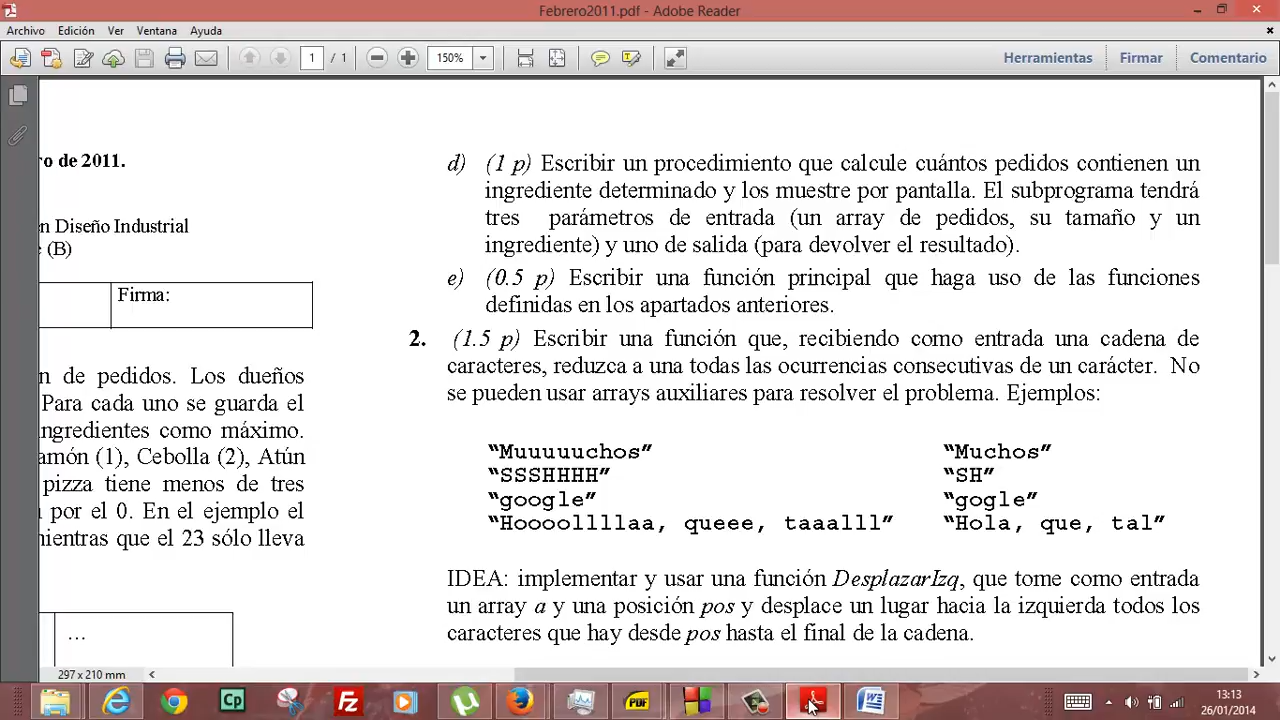 Febrero2011.pdf - Adobe Reader
Archivo Edición Ver Ventana Ayuda
1 / 1 150% Herramientas Firmar Comentario
ro de 2011.
en Diseño Industrial
e (B)
Firma:
n de pedidos. Los dueños
Para cada uno se guarda el
ingredientes como máximo.
amón (1), Cebolla (2), Atún
pizza tiene menos de tres
por el 0. En el ejemplo el
mientras que el 23 sólo lleva
...
d) (1 p) Escribir un procedimiento que calcule cuántos pedidos contienen un
ingrediente determinado y los muestre por pantalla. El subprograma tendrá
tres parámetros de entrada (un array de pedidos, su tamaño y un
ingrediente) y uno de salida (para devolver el resultado).
e) (0.5 p) Escribir una función principal que haga uso de las funciones
definidas en los apartados anteriores.
2. (1.5 p) Escribir una función que, recibiendo como entrada una cadena de
caracteres, reduzca a una todas las ocurrencias consecutivas de un carácter. No
se pueden usar arrays auxiliares para resolver el problema. Ejemplos:
“Muuuuuchos” “Muchos”
“SSSHHHH” “SH”
“google” “gogle”
“Hoooollllaa, queee, taaalll” “Hola, que, tal”
IDEA: implementar y usar una función DesplazarIzq, que tome como entrada
un array a y una posición pos y desplace un lugar hacia la izquierda todos los
caracteres que hay desde pos hasta el final de la cadena.
297 x 210 mm
Cp Fz PDF
13:13
26/01/2014